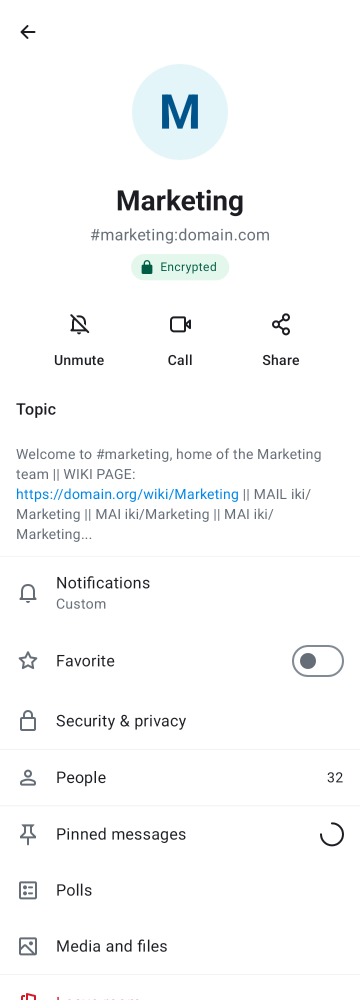 M
Marketing
#marketing:domain.com
Encrypted
Unmute
Call
Share
Topic
Welcome to #marketing, home of the Marketing
team || WIKI PAGE:
https://domain.org/wiki/Marketing || MAIL iki/
Marketing || MAI iki/Marketing || MAI iki/
Marketing...
Notifications
Custom
Favorite
Security & privacy
People 32
Pinned messages
Polls
Media and files